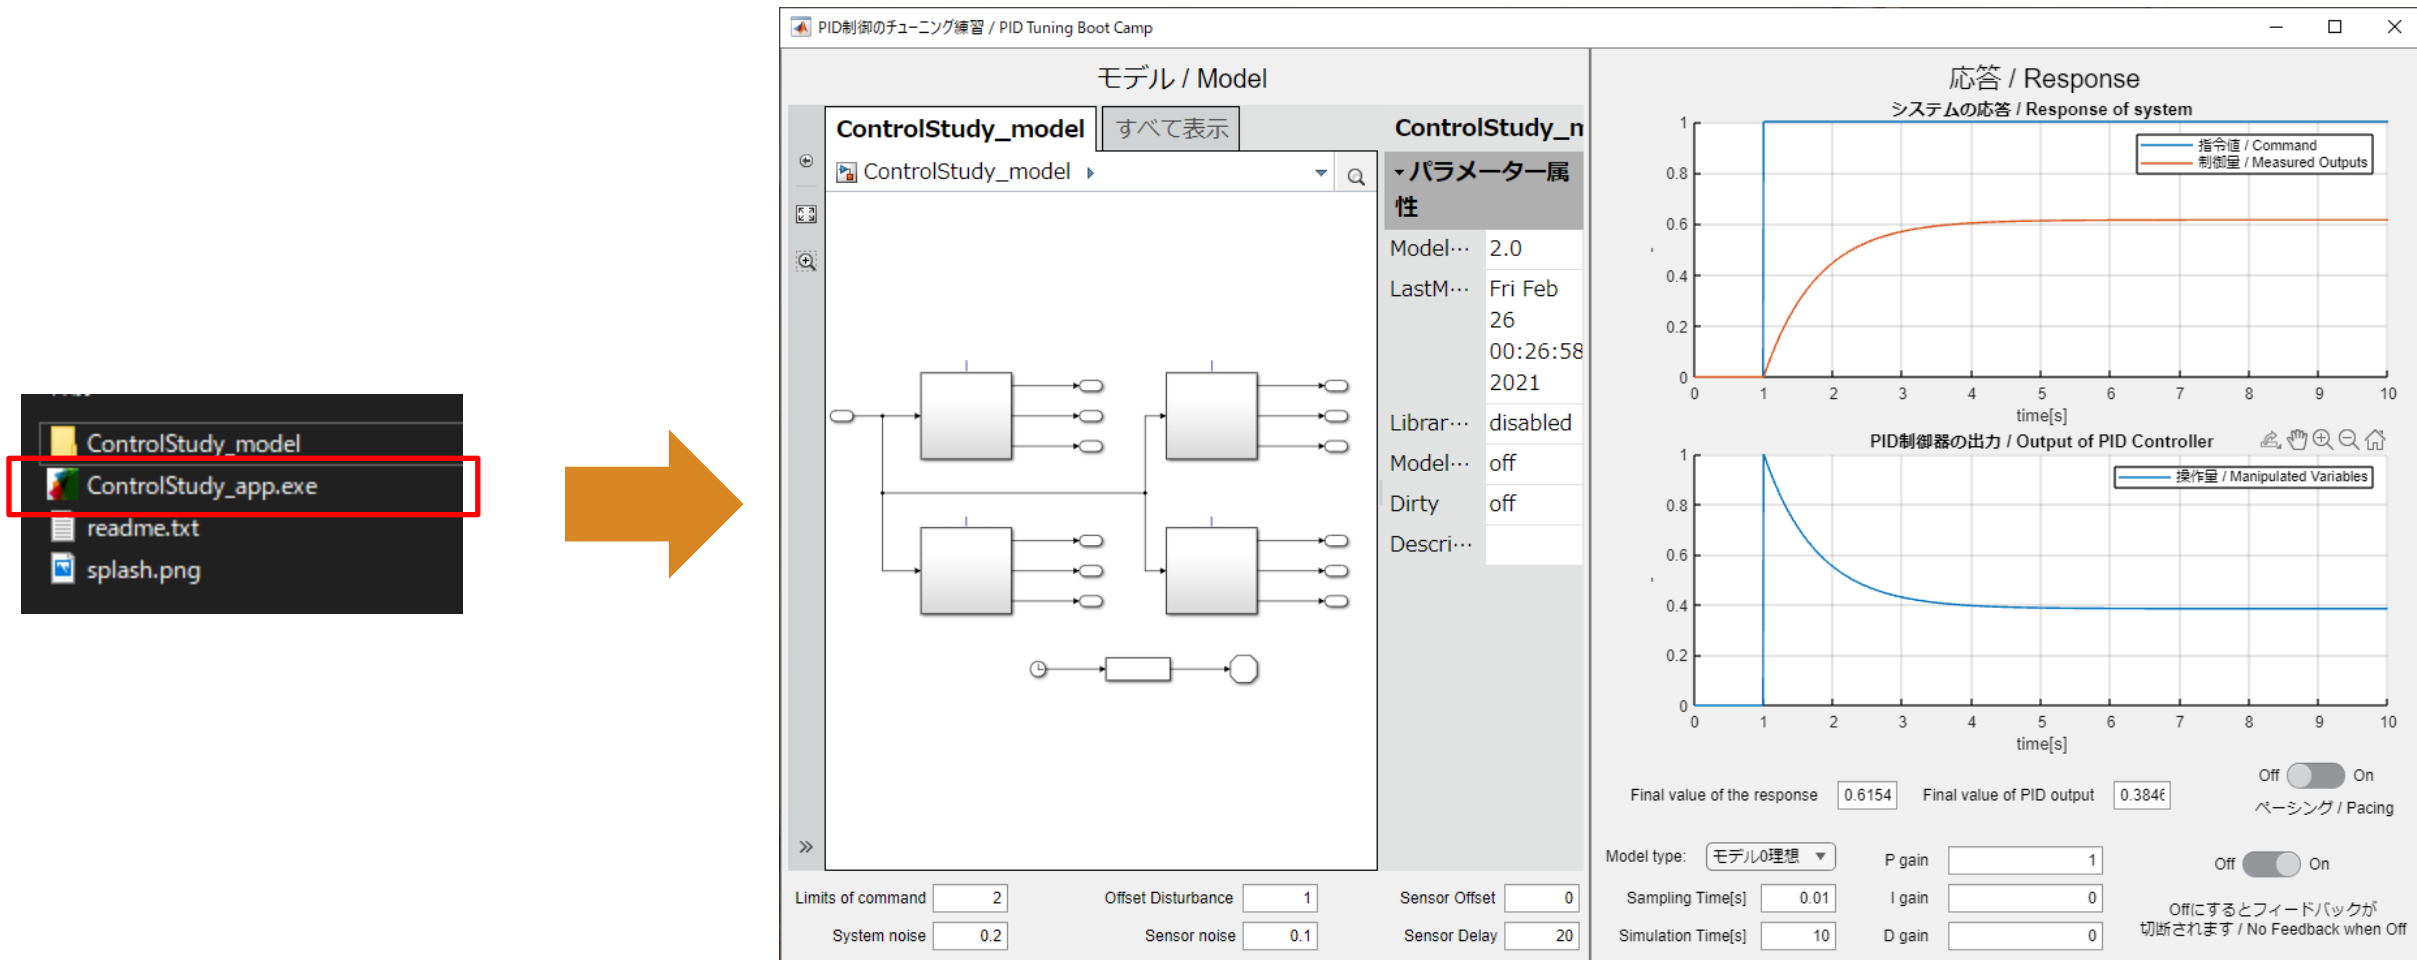 ControlStudy_model
ControlStudy_app.exe
readme.txt
splash.png
PID制御のチューニング練習 / PID Tuning Boot Camp
モデル / Model
ControlStudy_model
すべて表示
ControlStudy_model
ControlStudy_m
パラメーター属
性
Model… 2.0
LastM… Fri Feb
26
00:26:58
2021
Librar… disabled
Model… off
Dirty off
Descri…
Limits of command 2
Offset Disturbance 1
Sensor Offset 0
System noise 0.2
Sensor noise 0.1
Sensor Delay 20
応答 / Response
システムの応答 / Response of system
指令値 / Command
制御量 / Measured Outputs
1
0.8
0.6
0.4
0.2
0
0 1 2 3 4 5 6 7 8 9 10
time[s]
PID制御器の出力 / Output of PID Controller
操作量 / Manipulated Variables
1
0.8
0.6
0.4
0.2
0
0 1 2 3 4 5 6 7 8 9 10
time[s]
Final value of the response 0.6154 Final value of PID output 0.3846
Off On
ペーシング / Pacing
Model type: モデル0理想
P gain 1
Off On
Sampling Time[s] 0.01
I gain 0
Simulation Time[s] 10
D gain 0
Offにするとフィードバックが
切断されます / No Feedback when Off